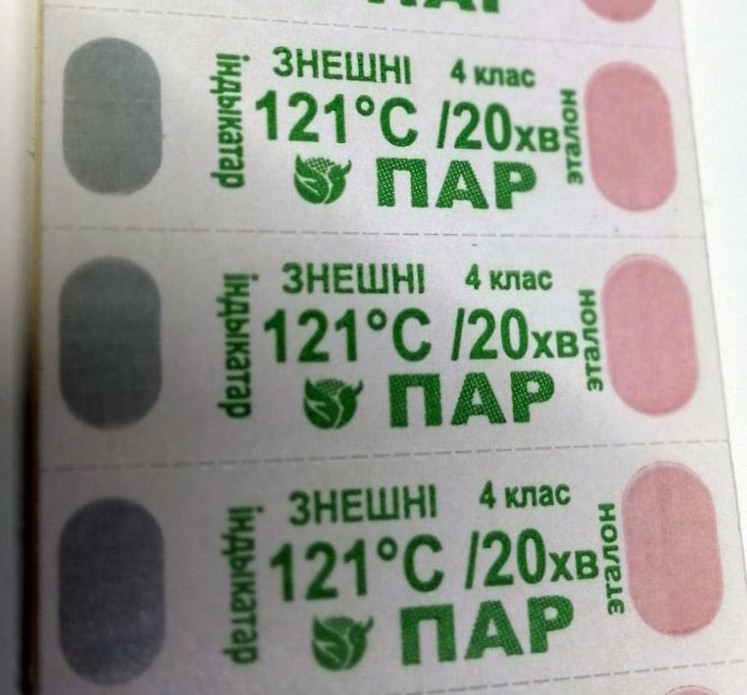 ПАР
індыкатар
ЗНЕШНІ 4 клас
121°C /20хв
ПАР
эталон
індыкатар
ЗНЕШНІ 4 клас
121°C /20хв
ПАР
эталон
індыкатар
ЗНЕШНІ 4 клас
121°C /20хв
ПАР
эталон